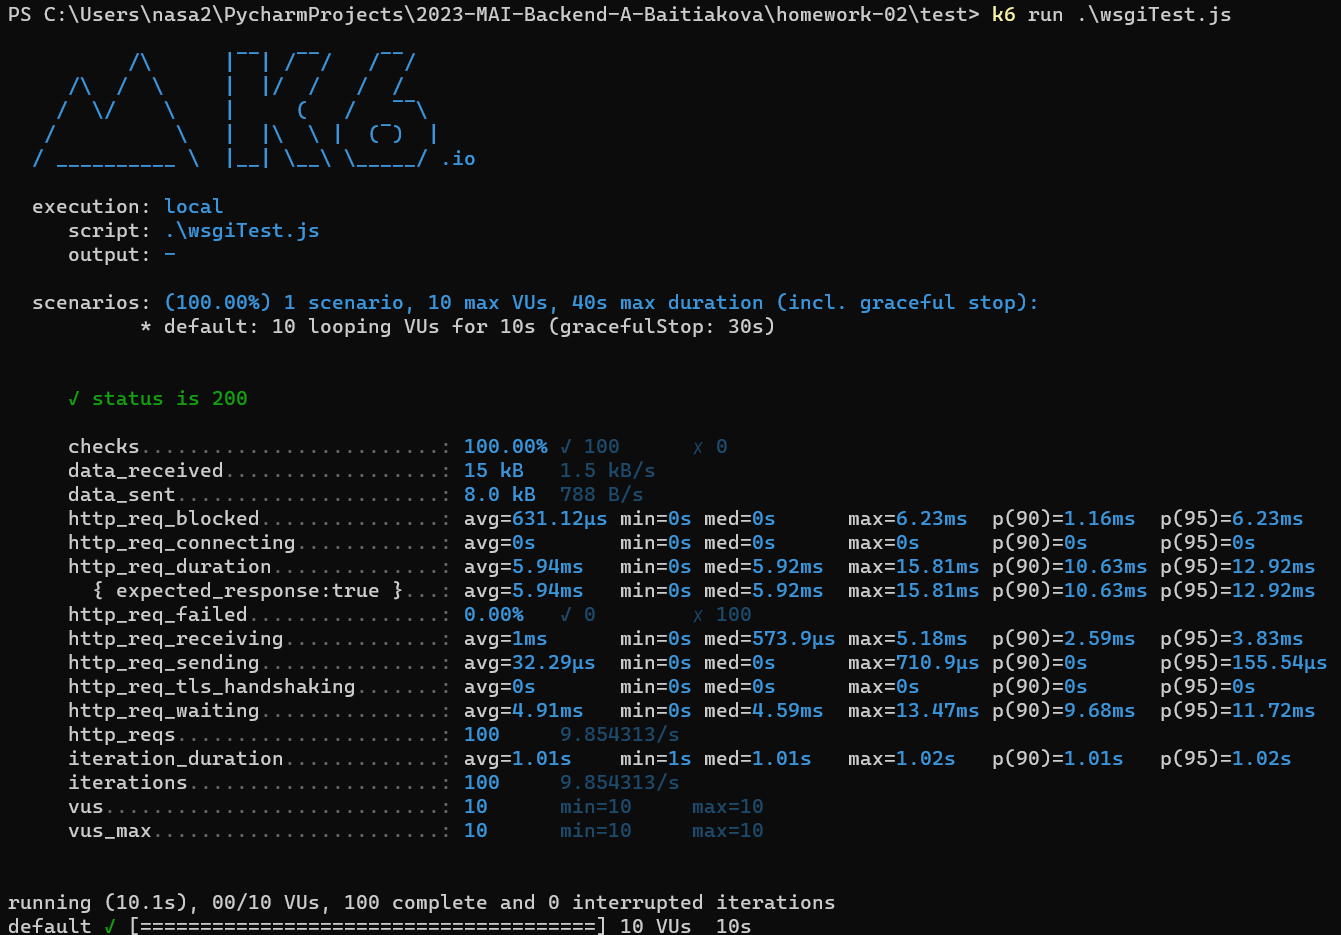 PS C:\Users\nasa2\PycharmProjects\2023-MAI-Backend-A-Baitiakova\homework-02\test> k6 run .\wsgiTest.js
          /\      |‾‾| /‾‾/   /‾‾/
     /\  /  \     |  |/  /   /  /
    /  \/    \    |     (   /   ‾‾\
   /          \   |  |\  \ |  (‾)  |
  / __________ \  |__| \__\ \_____/ .io
  execution: local
     script: .\wsgiTest.js
     output: -
  scenarios: (100.00%) 1 scenario, 10 max VUs, 40s max duration (incl. graceful stop):
           * default: 10 looping VUs for 10s (gracefulStop: 30s)
     ✓ status is 200
     checks.........................: 100.00% ✓ 100      ✗ 0
     data_received..................: 15 kB   1.5 kB/s
     data_sent......................: 8.0 kB  788 B/s
     http_req_blocked...............: avg=631.12µs min=0s med=0s      max=6.23ms  p(90)=1.16ms  p(95)=6.23ms
     http_req_connecting............: avg=0s       min=0s med=0s      max=0s      p(90)=0s      p(95)=0s
     http_req_duration..............: avg=5.94ms   min=0s med=5.92ms  max=15.81ms p(90)=10.63ms p(95)=12.92ms
       { expected_response:true }...: avg=5.94ms   min=0s med=5.92ms  max=15.81ms p(90)=10.63ms p(95)=12.92ms
     http_req_failed................: 0.00%   ✓ 0        ✗ 100
     http_req_receiving.............: avg=1ms      min=0s med=573.9µs max=5.18ms  p(90)=2.59ms  p(95)=3.83ms
     http_req_sending...............: avg=32.29µs  min=0s med=0s      max=710.9µs p(90)=0s      p(95)=155.54µs
     http_req_tls_handshaking.......: avg=0s       min=0s med=0s      max=0s      p(90)=0s      p(95)=0s
     http_req_waiting...............: avg=4.91ms   min=0s med=4.59ms  max=13.47ms p(90)=9.68ms  p(95)=11.72ms
     http_reqs......................: 100     9.854313/s
     iteration_duration.............: avg=1.01s    min=1s med=1.01s   max=1.02s   p(90)=1.01s   p(95)=1.02s
     iterations.....................: 100     9.854313/s
     vus............................: 10      min=10     max=10
     vus_max........................: 10      min=10     max=10
running (10.1s), 00/10 VUs, 100 complete and 0 interrupted iterations
default ✓ [======================================] 10 VUs  10s